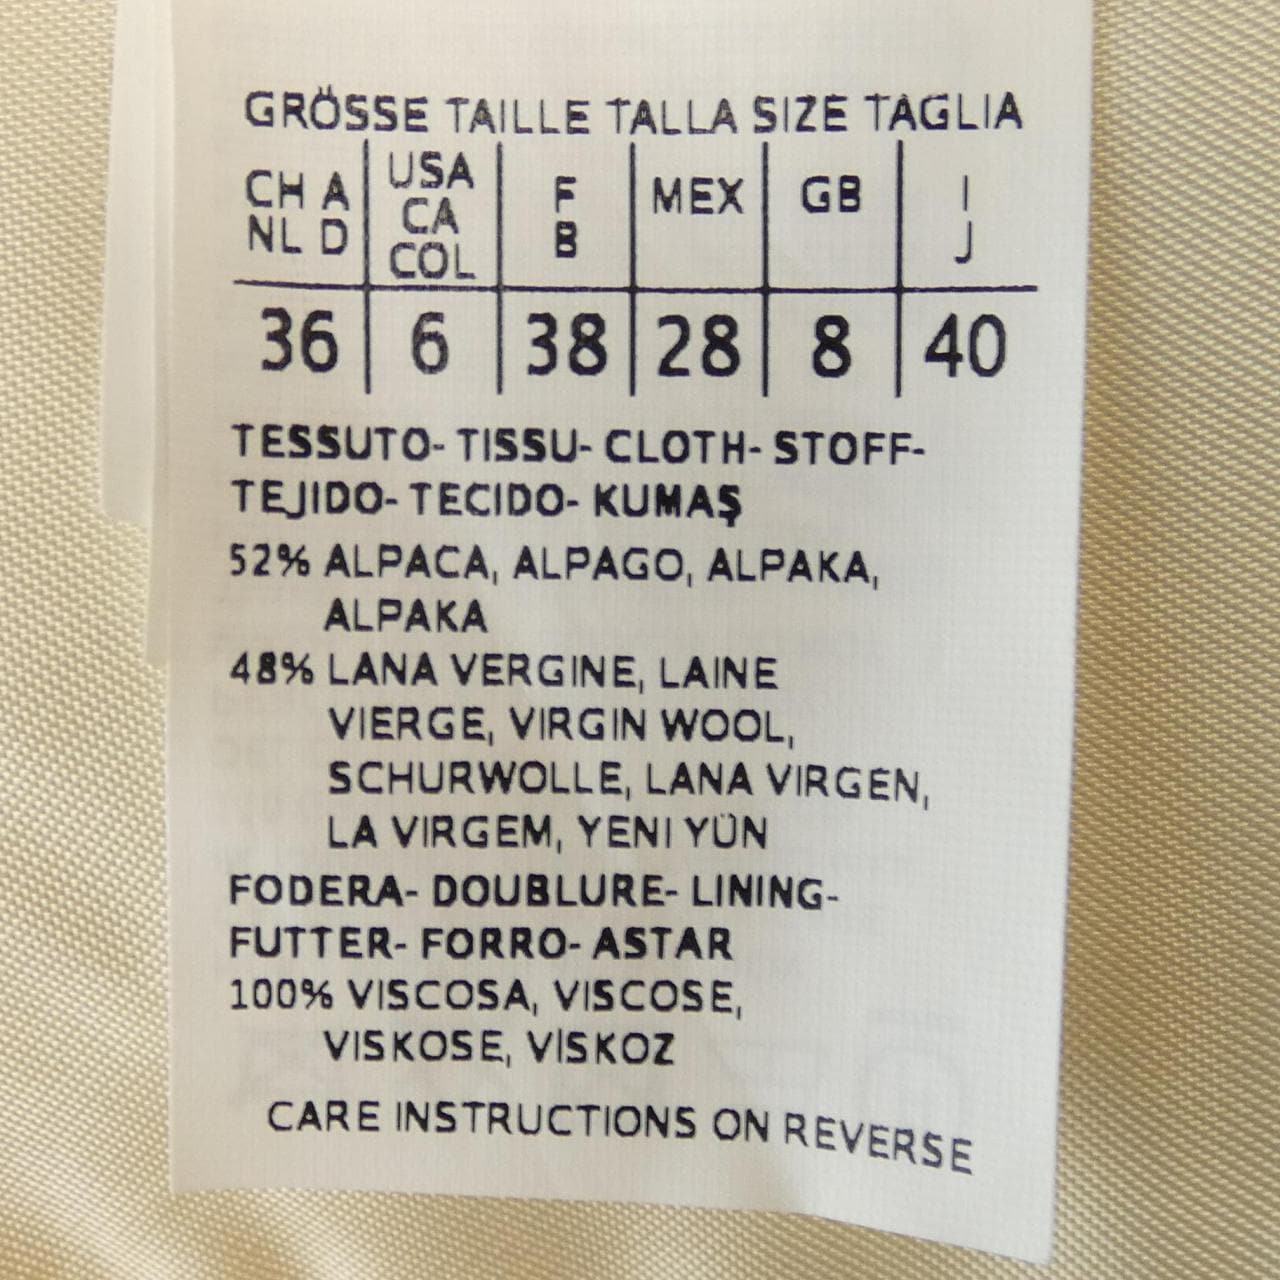 GRÖSSE TAILLE TALLA SIZE TAGLIA
CH A NL D | USA CA COL | F B | MEX | GB | I J
36 | 6 | 38 | 28 | 8 | 40
TESSUTO- TISSU- CLOTH- STOFF-
TEJIDO- TECIDO- KUMAŞ
52% ALPACA, ALPAGO, ALPAKA,
ALPAKA
48% LANA VERGINE, LAINE
VIERGE, VIRGIN WOOL,
SCHURWOLLE, LANA VIRGEN,
LA VIRGEM, YENI YÜN
FODERA- DOUBLURE- LINING-
FUTTER- FORRO- ASTAR
100% VISCOSA, VISCOSE,
VISKOSE, VİSKOZ
CARE INSTRUCTIONS ON REVERSE